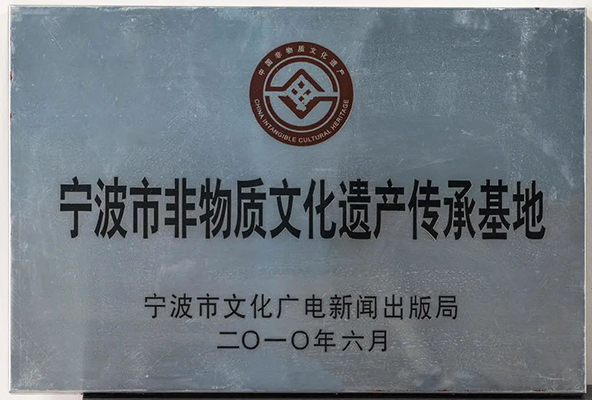 中国非物质文化遗产
CHINA INTANGIBLE CULTURAL HERITAGE
宁波市非物质文化遗产传承基地
宁波市文化广电新闻出版局
二〇一〇年六月